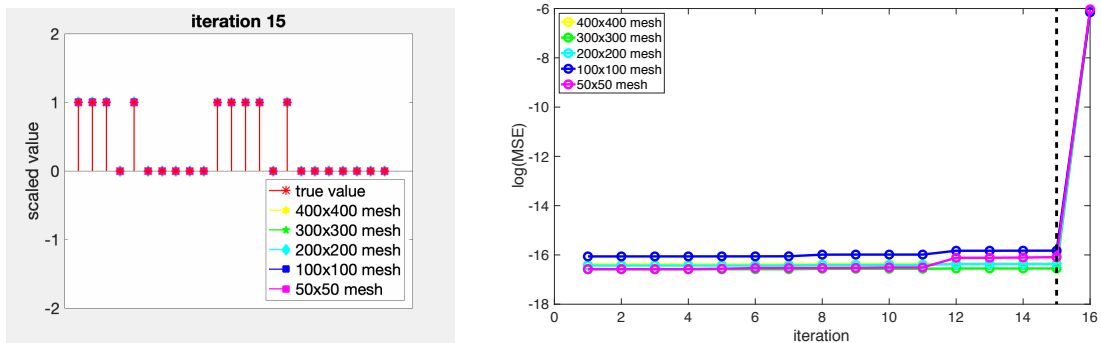 iteration 15
2
1
0
-1
-2
scaled value
true value
400x400 mesh
300x300 mesh
200x200 mesh
100x100 mesh
50x50 mesh
-6
-8
-10
-12
-14
-16
-18
log(MSE)
400x400 mesh
300x300 mesh
200x200 mesh
100x100 mesh
50x50 mesh
0 2 4 6 8 10 12 14 16
iteration